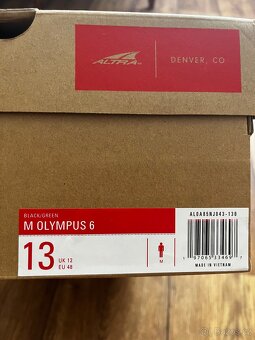 ALTRA
DENVER, CO
BLACK/GREEN
M OLYMPUS 6
13
UK 12
EU 48
M
AL0A85NJ043-130
MADE IN VIETNAM